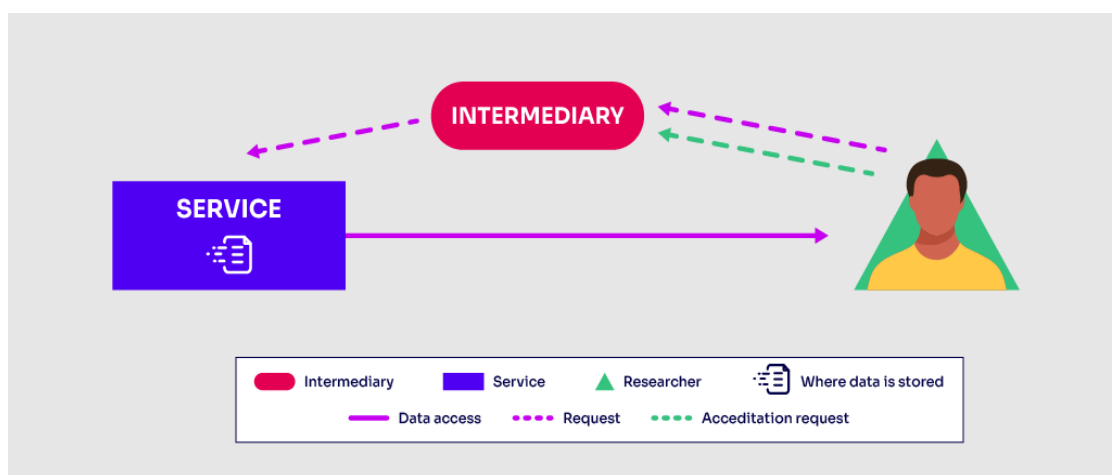 INTERMEDIARY
SERVICE
Intermediary
Service
Researcher
Where data is stored
Data access
Request
Acceditation request